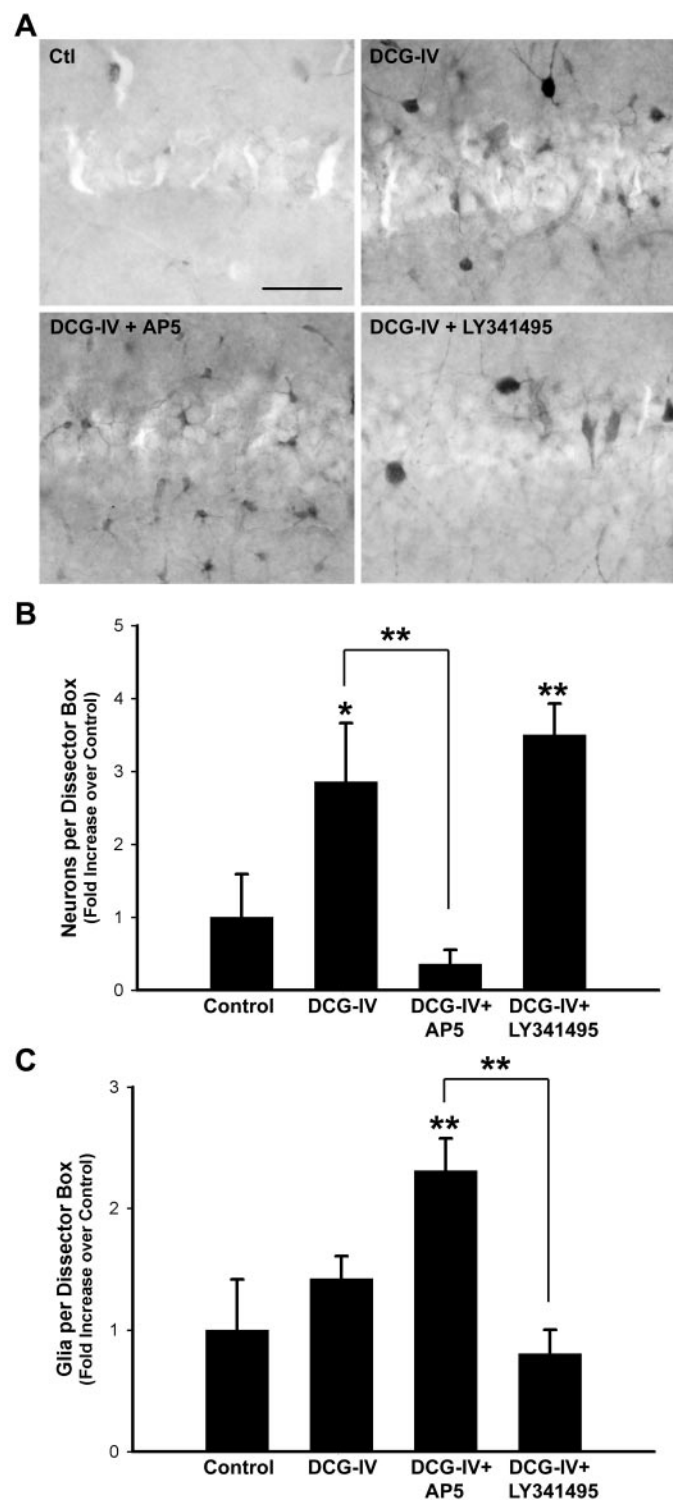 A
Ctl
DCG-IV
DCG-IV + AP5
DCG-IV + LY341495
B
Neurons per Dissector Box
(Fold Increase over Control)
5
4
3
2
1
0
*
**
**
Control
DCG-IV
DCG-IV+
AP5
DCG-IV+
LY341495
C
Glia per Dissector Box
(Fold Increase over Control)
3
2
1
0
**
**
Control
DCG-IV
DCG-IV+
AP5
DCG-IV+
LY341495